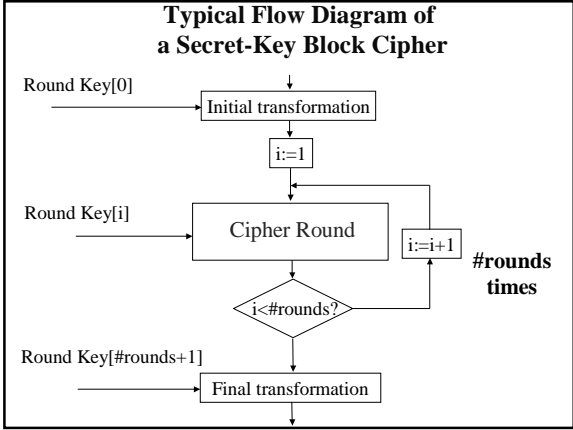 Typical Flow Diagram of
a Secret-Key Block Cipher
Round Key[0]
Initial transformation
i:=1
Round Key[i]
Cipher Round
i:=i+1
#rounds
times
i<#rounds?
Round Key[#rounds+1]
Final transformation